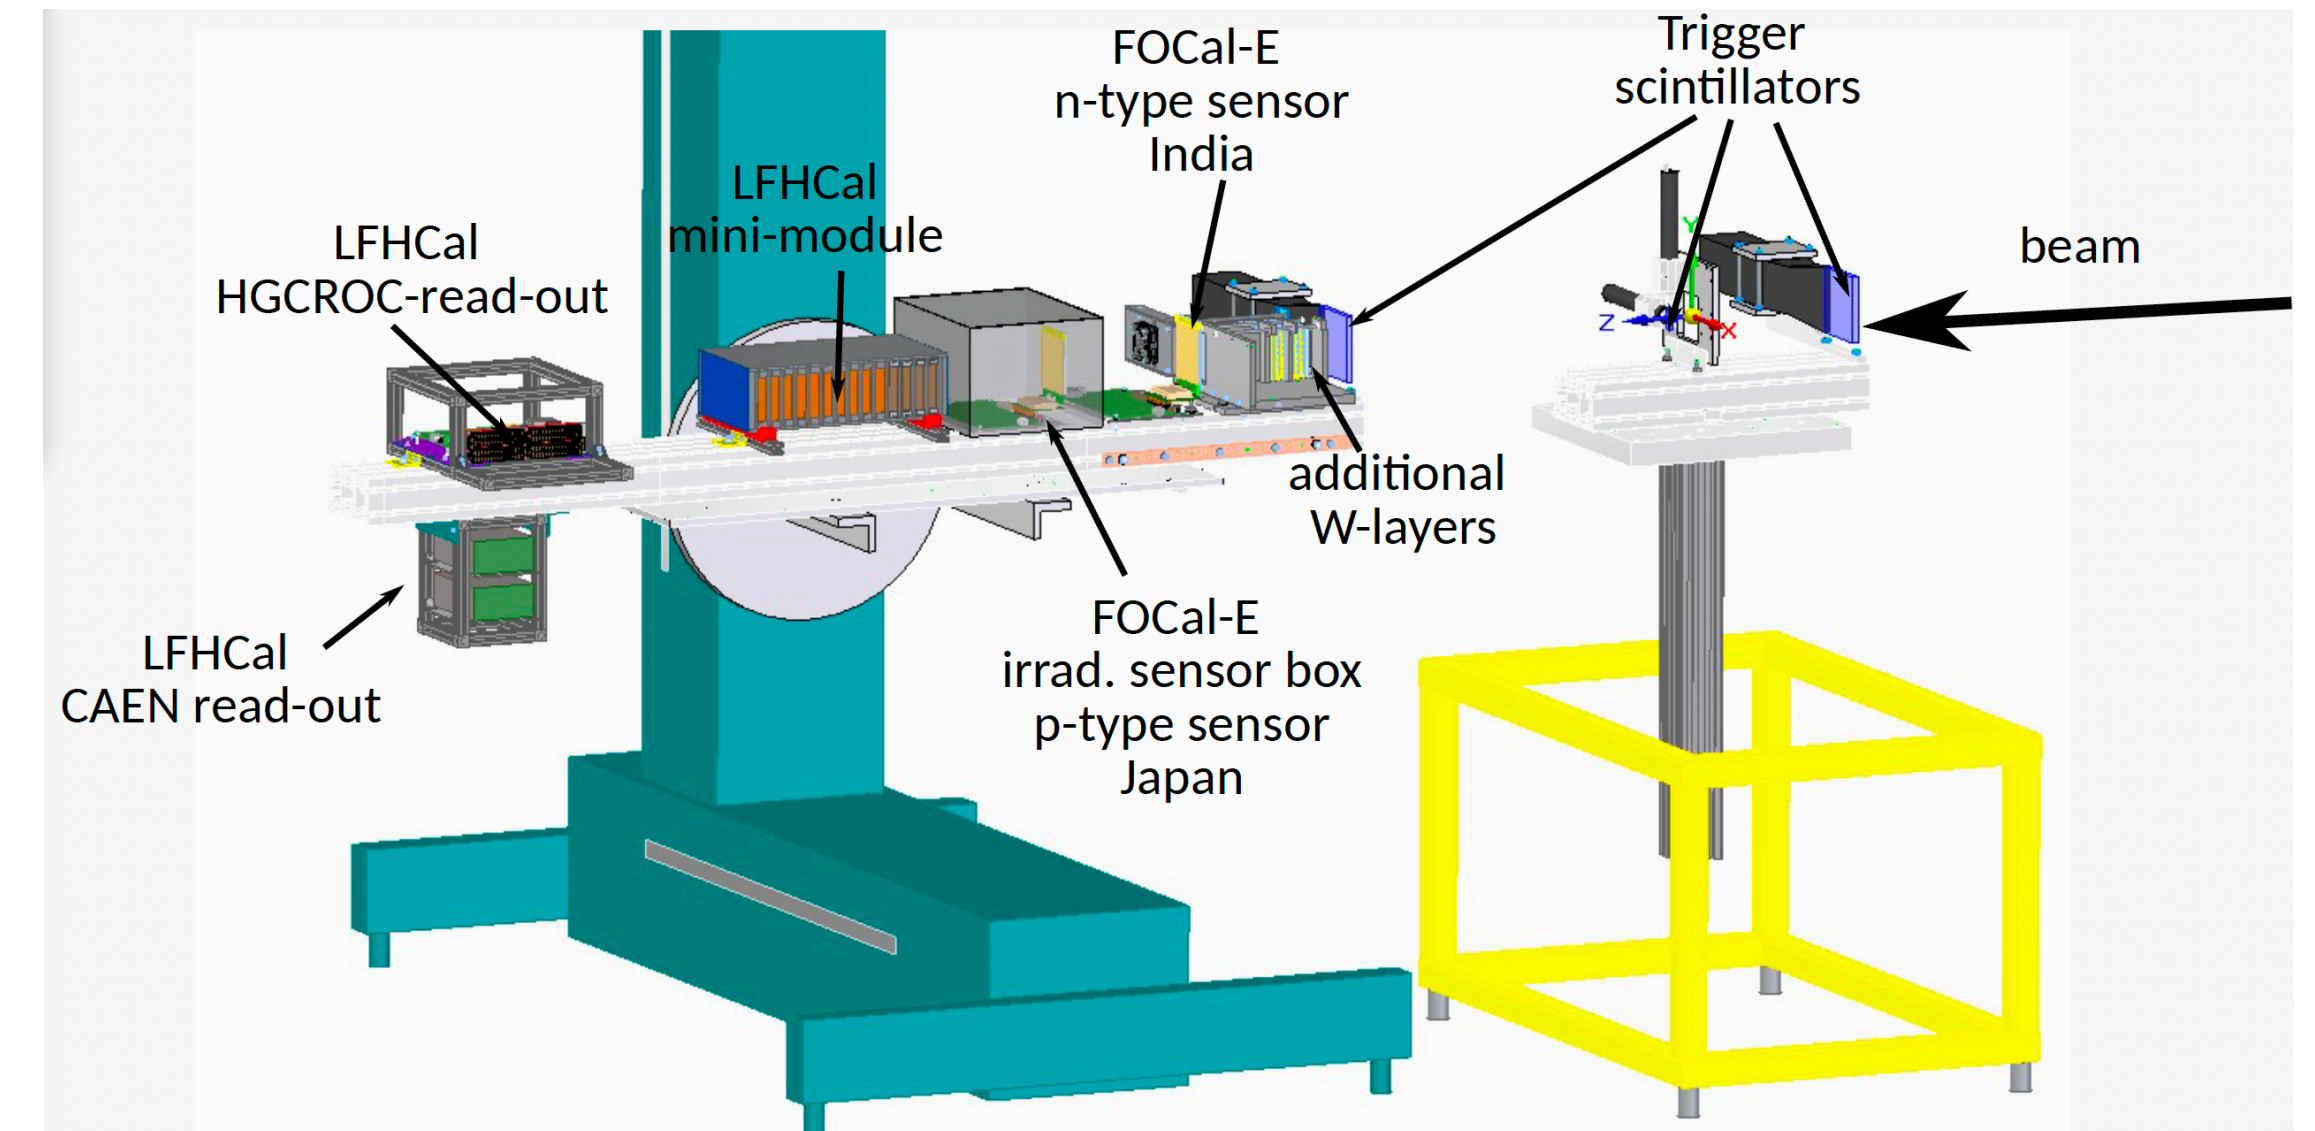 FOCal-E
n-type sensor
India
Trigger
scintillators
LFHCal
mini-module
LFHCal
HGCROC-read-out
beam
Y
Z
X
additional
W-layers
FOCal-E
irrad. sensor box
p-type sensor
Japan
LFHCal
CAEN read-out